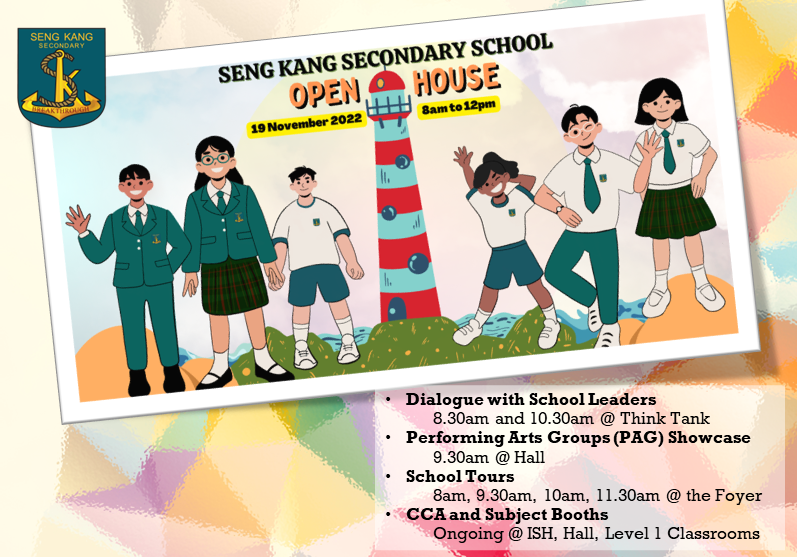 SENG KANG
SECONDARY
BREAKTHROUGH
SENG KANG SECONDARY SCHOOL
OPEN HOUSE
19 November 2022
8am to 12pm
• Dialogue with School Leaders
8.30am and 10.30am @ Think Tank
• Performing Arts Groups (PAG) Showcase
9.30am @ Hall
• School Tours
8am, 9.30am, 10am, 11.30am @ the Foyer
• CCA and Subject Booths
Ongoing @ ISH, Hall, Level 1 Classrooms